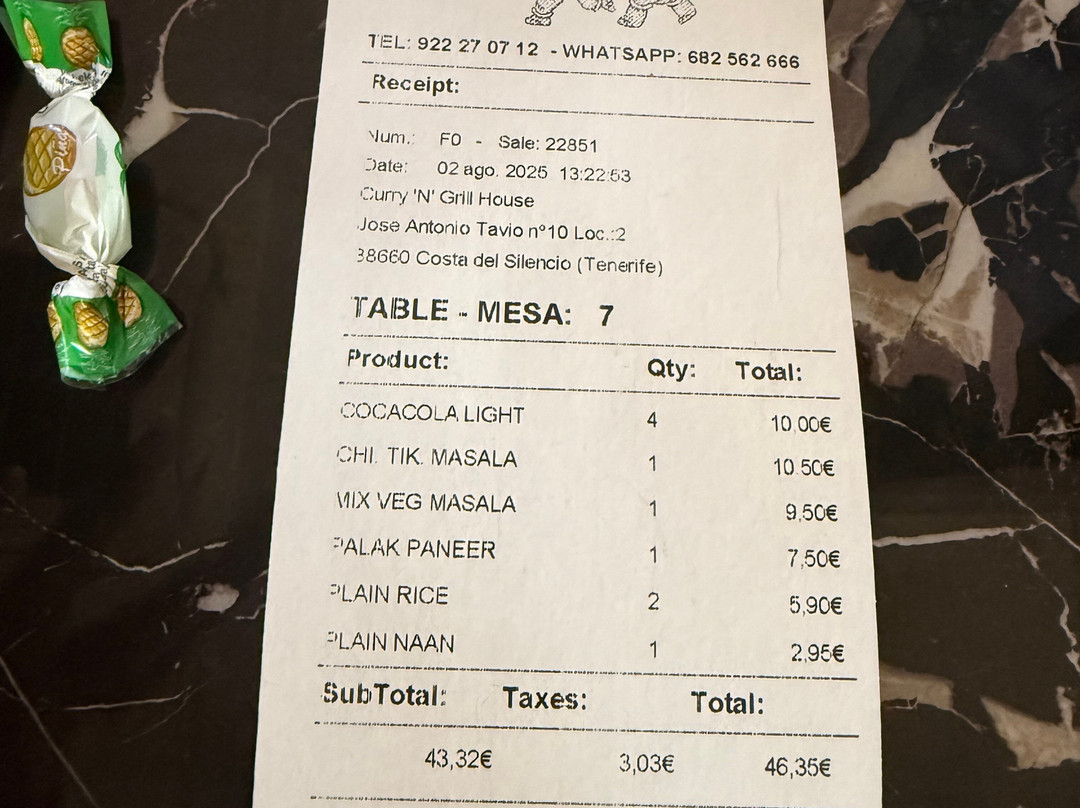 Piña
TEL: 922 27 07 12 - WHATSAPP: 682 562 666
Receipt:
Num.: F0 - Sale: 22851
Date: 02 ago. 2025 13:22:53
Curry 'N' Grill House
Jose Antonio Tavio nº10 Loc.:2
38660 Costa del Silencio (Tenerife)
TABLE - MESA: 7
Product: Qty: Total:
COCACOLA LIGHT 4 10,00€
CHI. TIK. MASALA 1 10,50€
MIX VEG MASALA 1 9,50€
PALAK PANEER 1 7,50€
PLAIN RICE 2 5,90€
PLAIN NAAN 1 2,95€
SubTotal: Taxes: Total:
43,32€ 3,03€ 46,35€